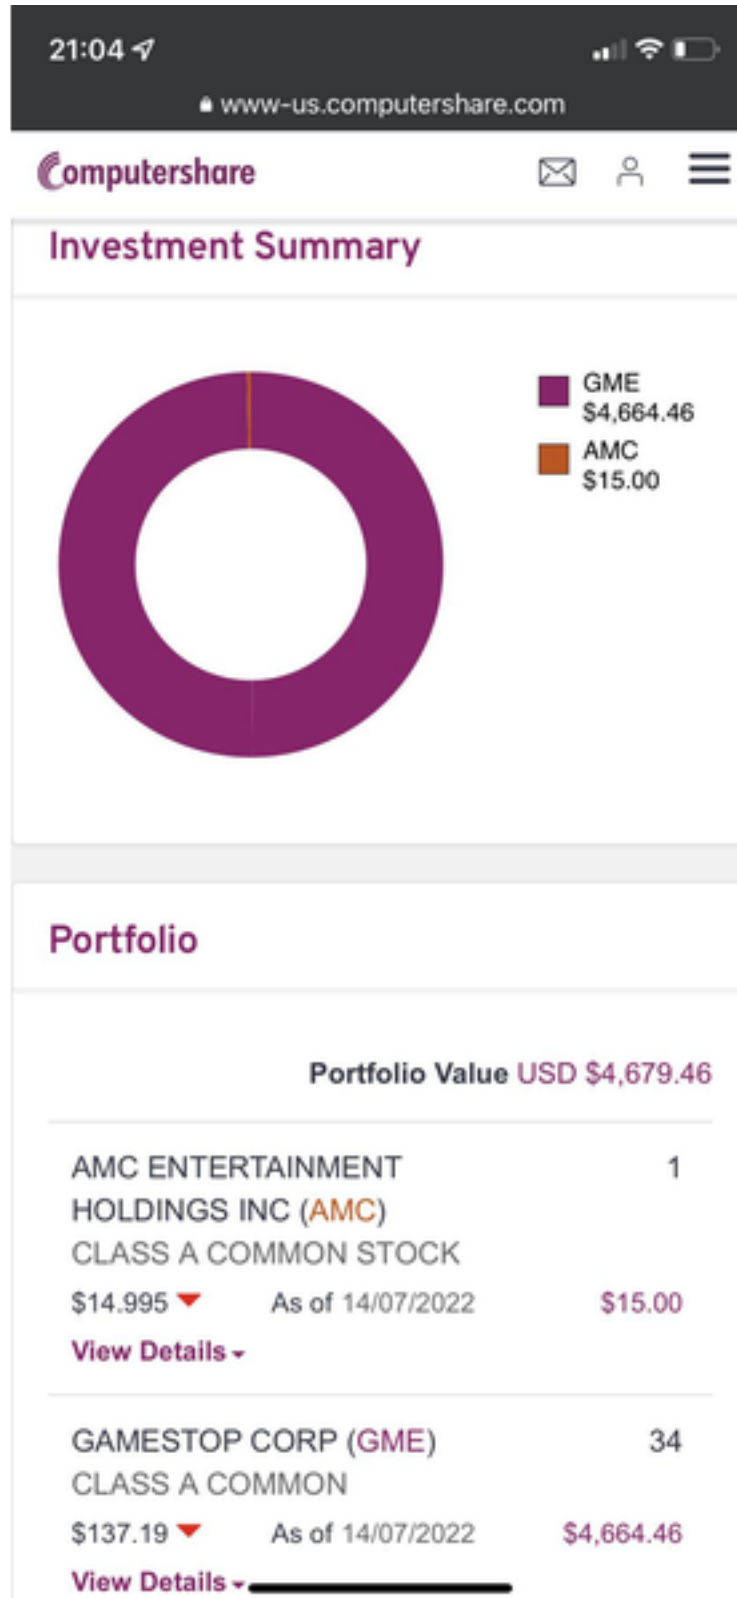 21:04
www-us.computershare.com
Computershare
Investment Summary
GME
$4,664.46
AMC
$15.00
Portfolio
Portfolio Value USD $4,679.46
AMC ENTERTAINMENT 1
HOLDINGS INC (AMC)
CLASS A COMMON STOCK
$14.995 As of 14/07/2022 $15.00
View Details
GAMESTOP CORP (GME) 34
CLASS A COMMON
$137.19 As of 14/07/2022 $4,664.46
View Details